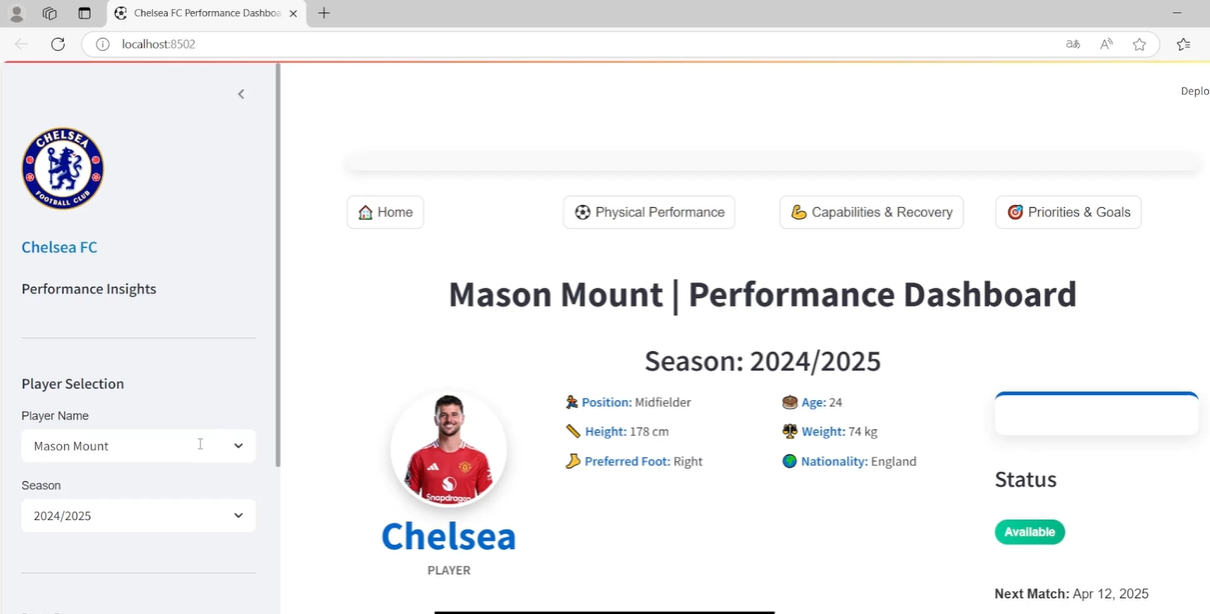 Chelsea FC Performance Dashboa
localhost:8502
Deplo
CHELSEA
FOOTBALL CLUB
Chelsea FC
Performance Insights
Player Selection
Player Name
Mason Mount
Season
2024/2025
Home
Physical Performance
Capabilities & Recovery
Priorities & Goals
Mason Mount | Performance Dashboard
Season: 2024/2025
Snapdragon
Chelsea
PLAYER
Position: Midfielder
Age: 24
Height: 178 cm
Weight: 74 kg
Preferred Foot: Right
Nationality: England
Status
Available
Next Match: Apr 12, 2025